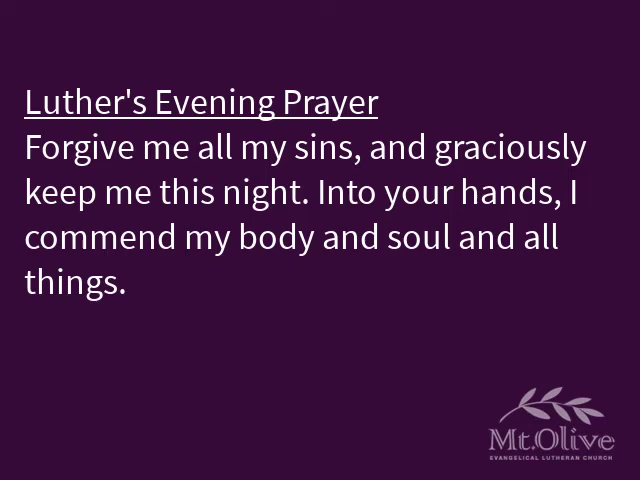 Luther's Evening Prayer
Forgive me all my sins, and graciously
keep me this night. Into your hands, I
commend my body and soul and all
things.
Mt.Olive
EVANGELICAL LUTHERAN CHURCH